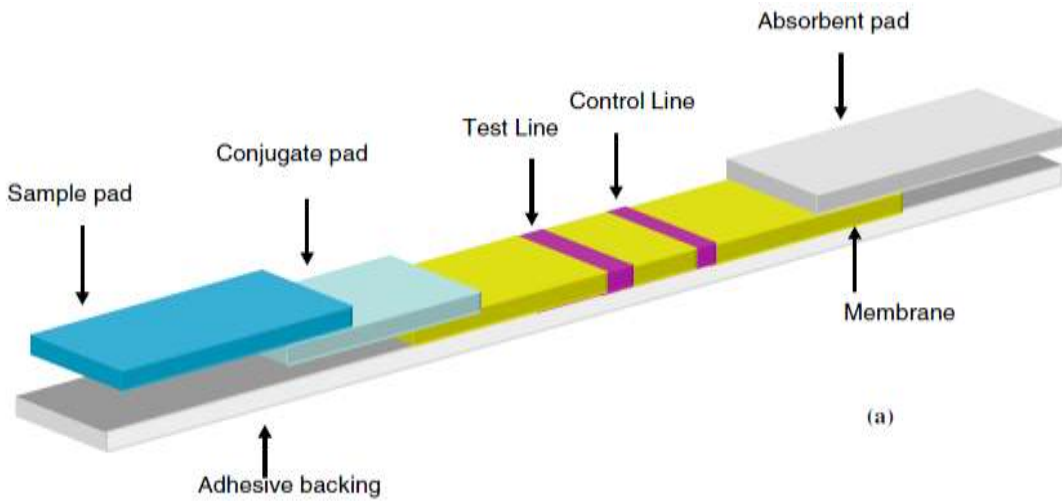 Absorbent pad
Control Line
Test Line
Conjugate pad
Sample pad
Membrane
(a)
Adhesive backing